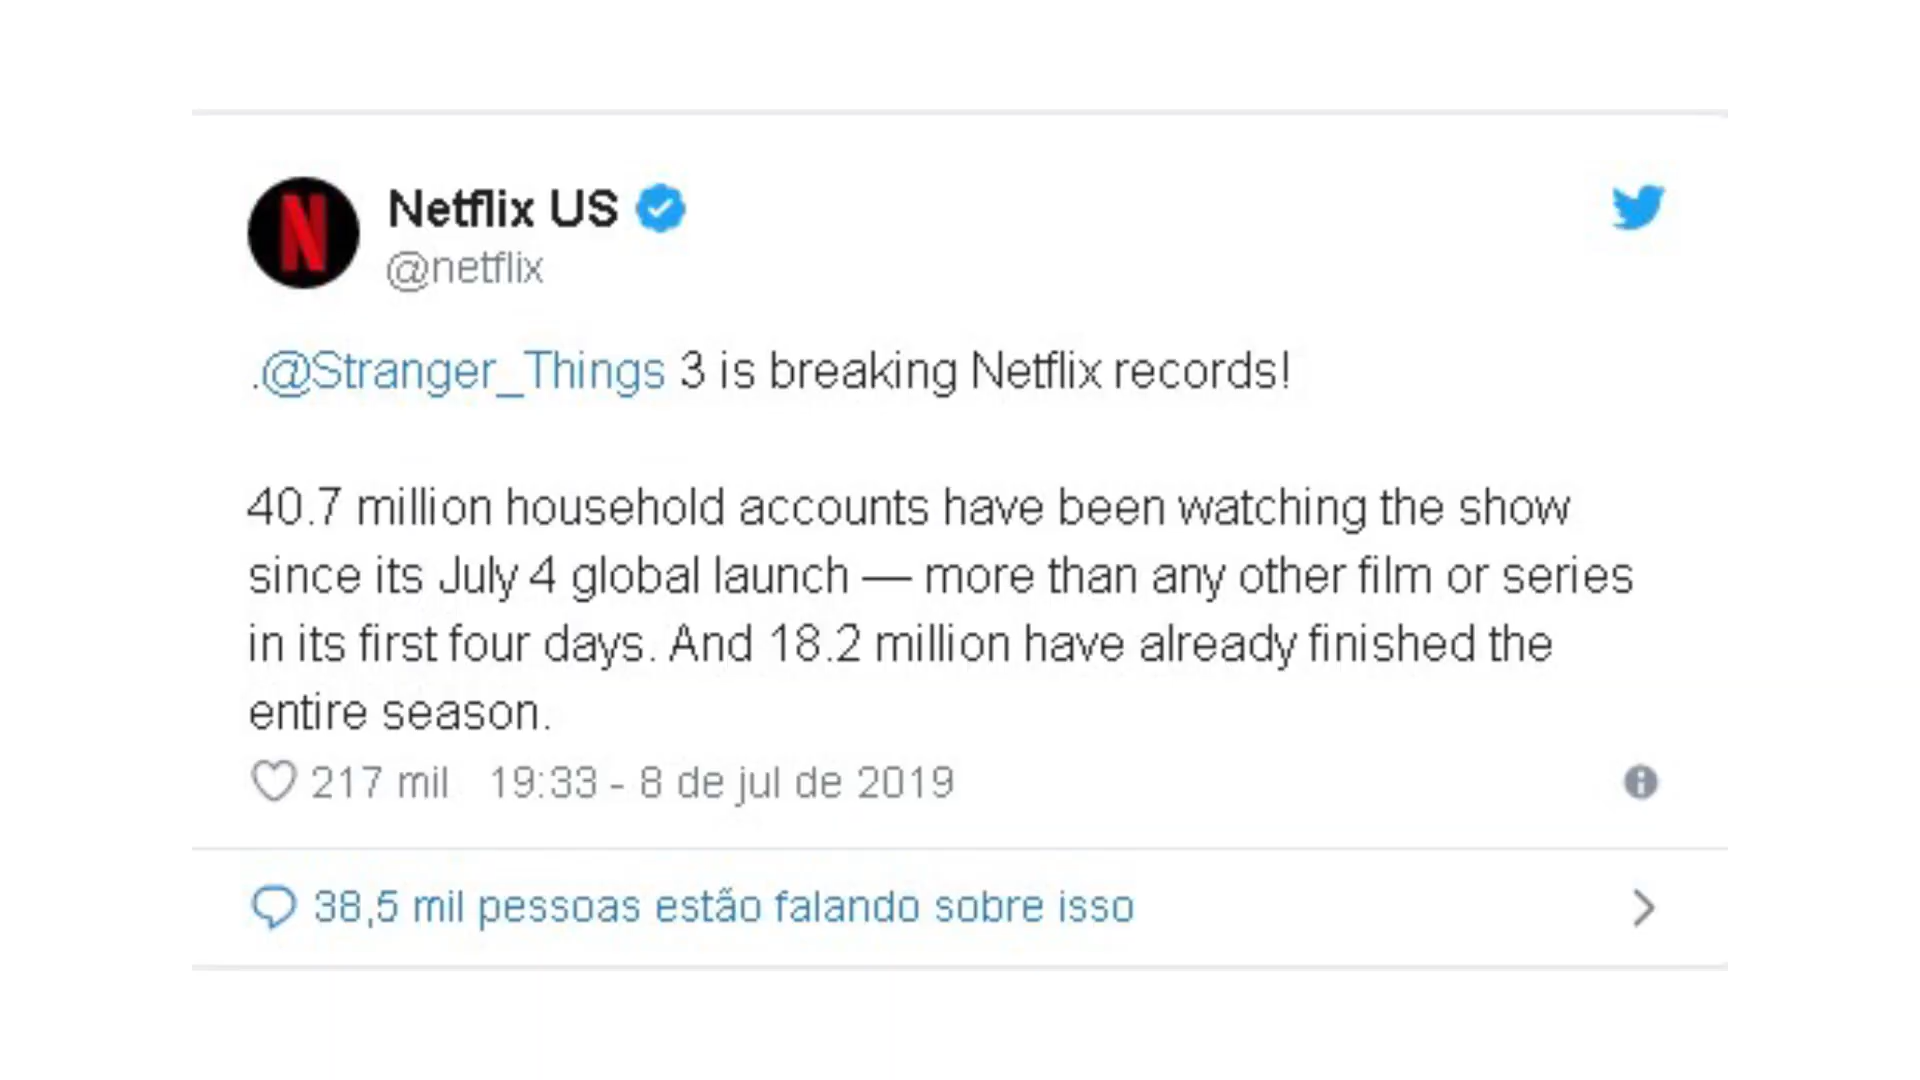 Netflix US
@netflix
.@Stranger_Things 3 is breaking Netflix records!
40.7 million household accounts have been watching the show
since its July 4 global launch — more than any other film or series
in its first four days. And 18.2 million have already finished the
entire season.
217 mil 19:33 - 8 de jul de 2019
38,5 mil pessoas estão falando sobre isso